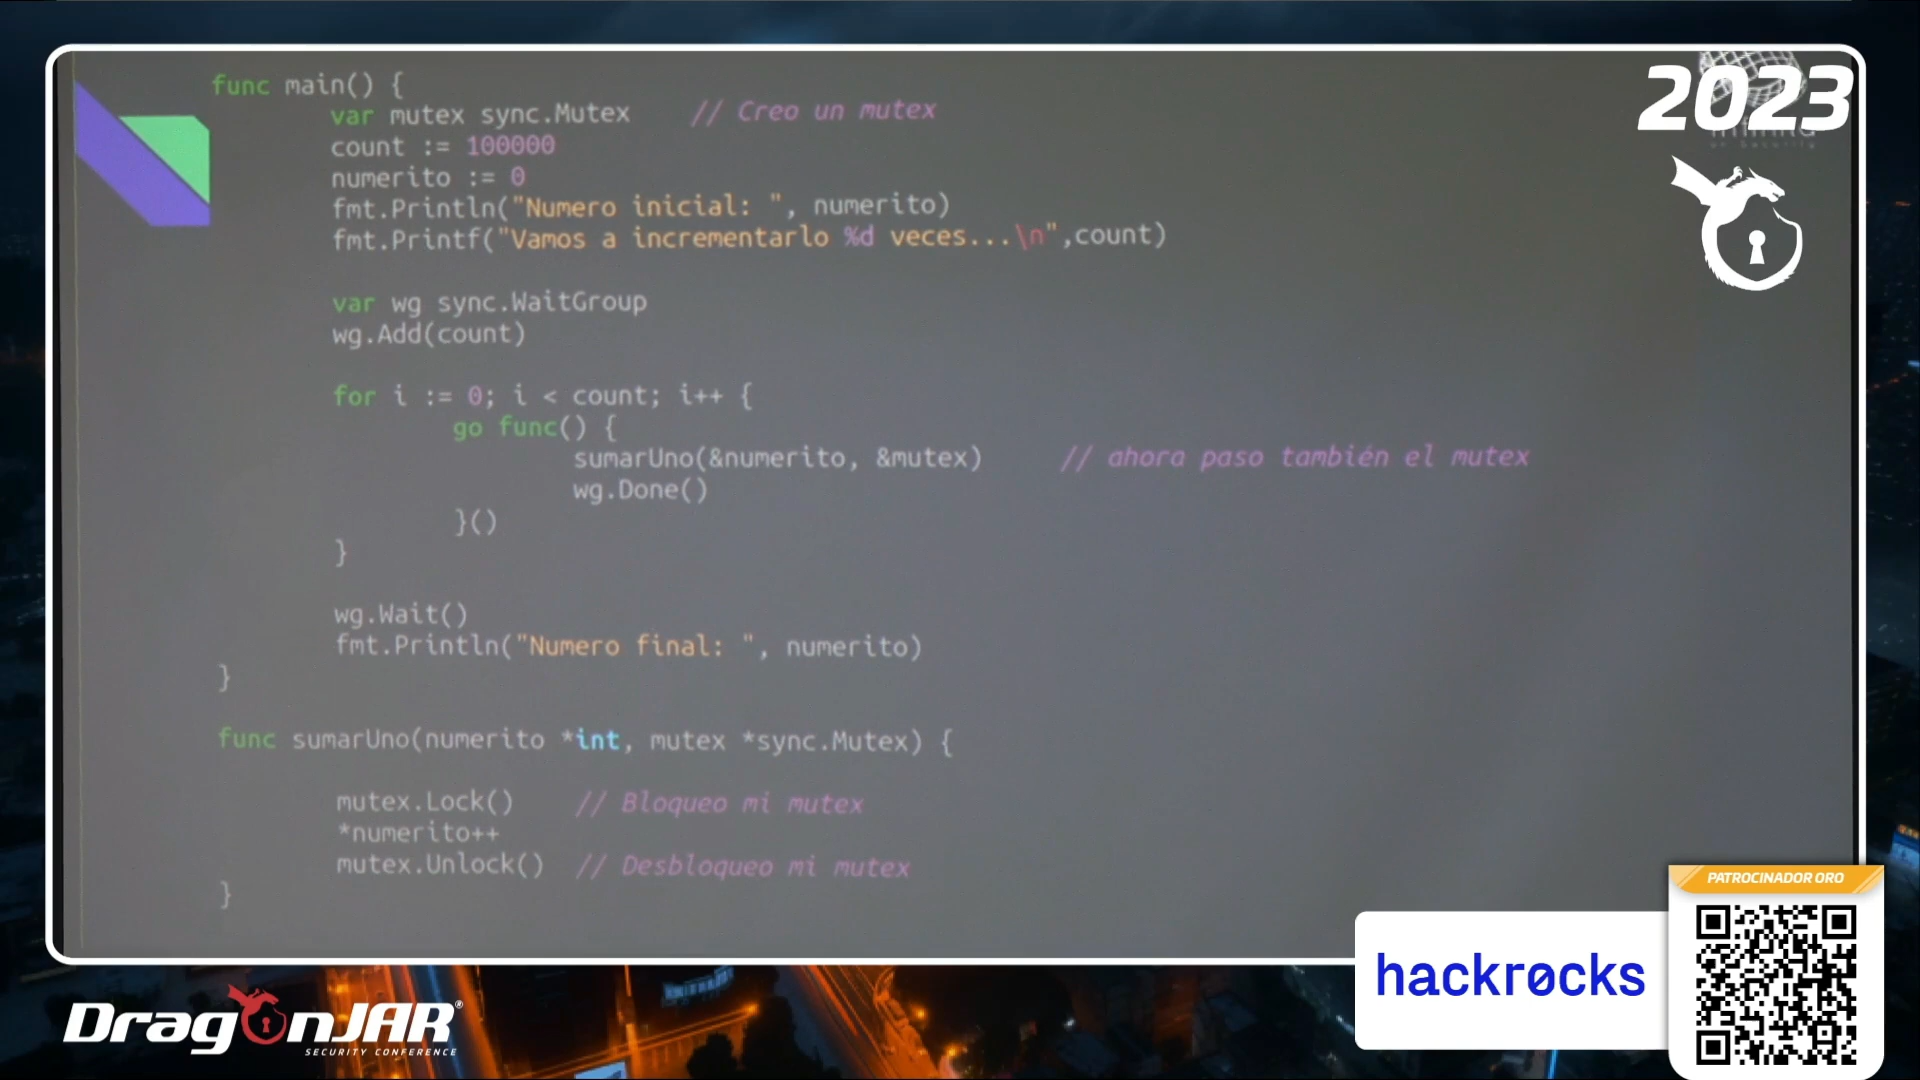 func main() {
var mutex sync.Mutex // Creo un mutex
count := 100000
numerito := 0
fmt.Println("Numero inicial: ", numerito)
fmt.Printf("Vamos a incrementarlo %d veces...\n",count)
var wg sync.WaitGroup
wg.Add(count)
for i := 0; i < count; i++ {
go func() {
sumarUno(&numerito, &mutex) // ahora paso también el mutex
wg.Done()
}()
}
wg.Wait()
fmt.Println("Numero final: ", numerito)
}
func sumarUno(numerito *int, mutex *sync.Mutex) {
mutex.Lock() // Bloqueo mi mutex
*numerito++
mutex.Unlock() // Desbloqueo mi mutex
}
2023
PATROCINADOR ORO
hackrocks
DragonJAR®
SECURITY CONFERENCE